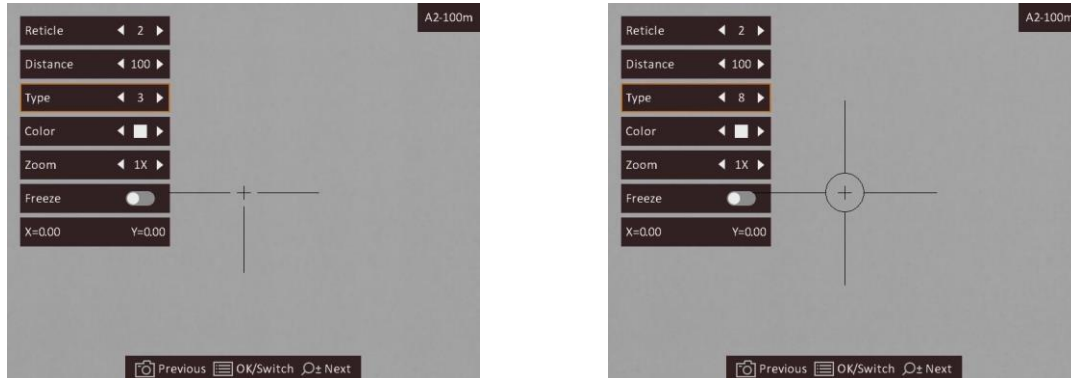 A2-100m
Reticle 2
Distance 100
Type 3
Color
Zoom 1X
Freeze
X=0.00 Y=0.00
Previous OK/Switch Next
A2-100m
Reticle 2
Distance 100
Type 8
Color
Zoom 1X
Freeze
X=0.00 Y=0.00
Previous OK/Switch Next